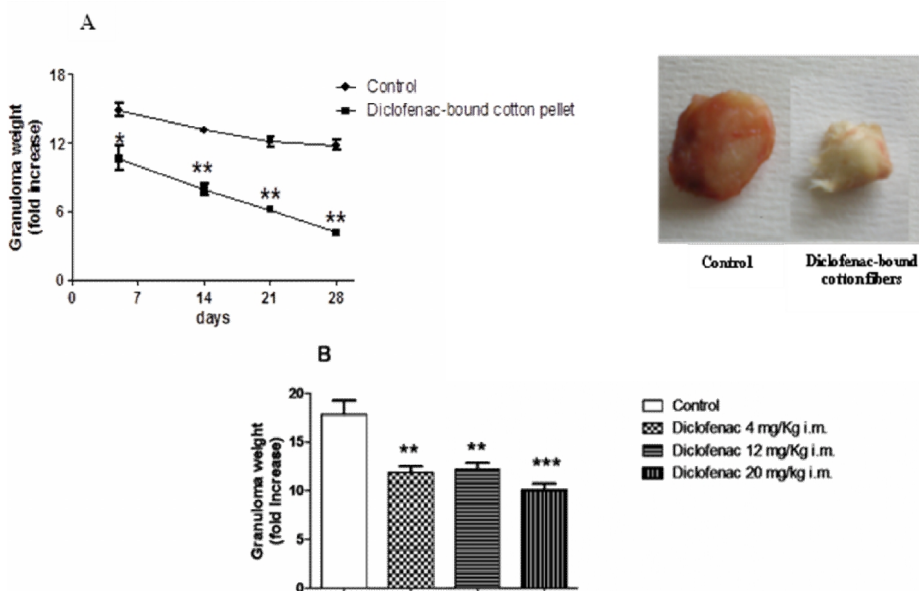 A
18
12
6
0
Granuloma weight
(fold increase)
*
**
**
**
0 7 14 21 28
days
Control
Diclofenac-bound cotton pellet
Control
Diclofenac-bound
cotton fibers
B
20
15
10
5
0
Granuloma weight
(fold Increase)
**
**
***
Control
Diclofenac 4 mg/Kg i.m.
Diclofenac 12 mg/Kg i.m.
Diclofenac 20 mg/kg i.m.